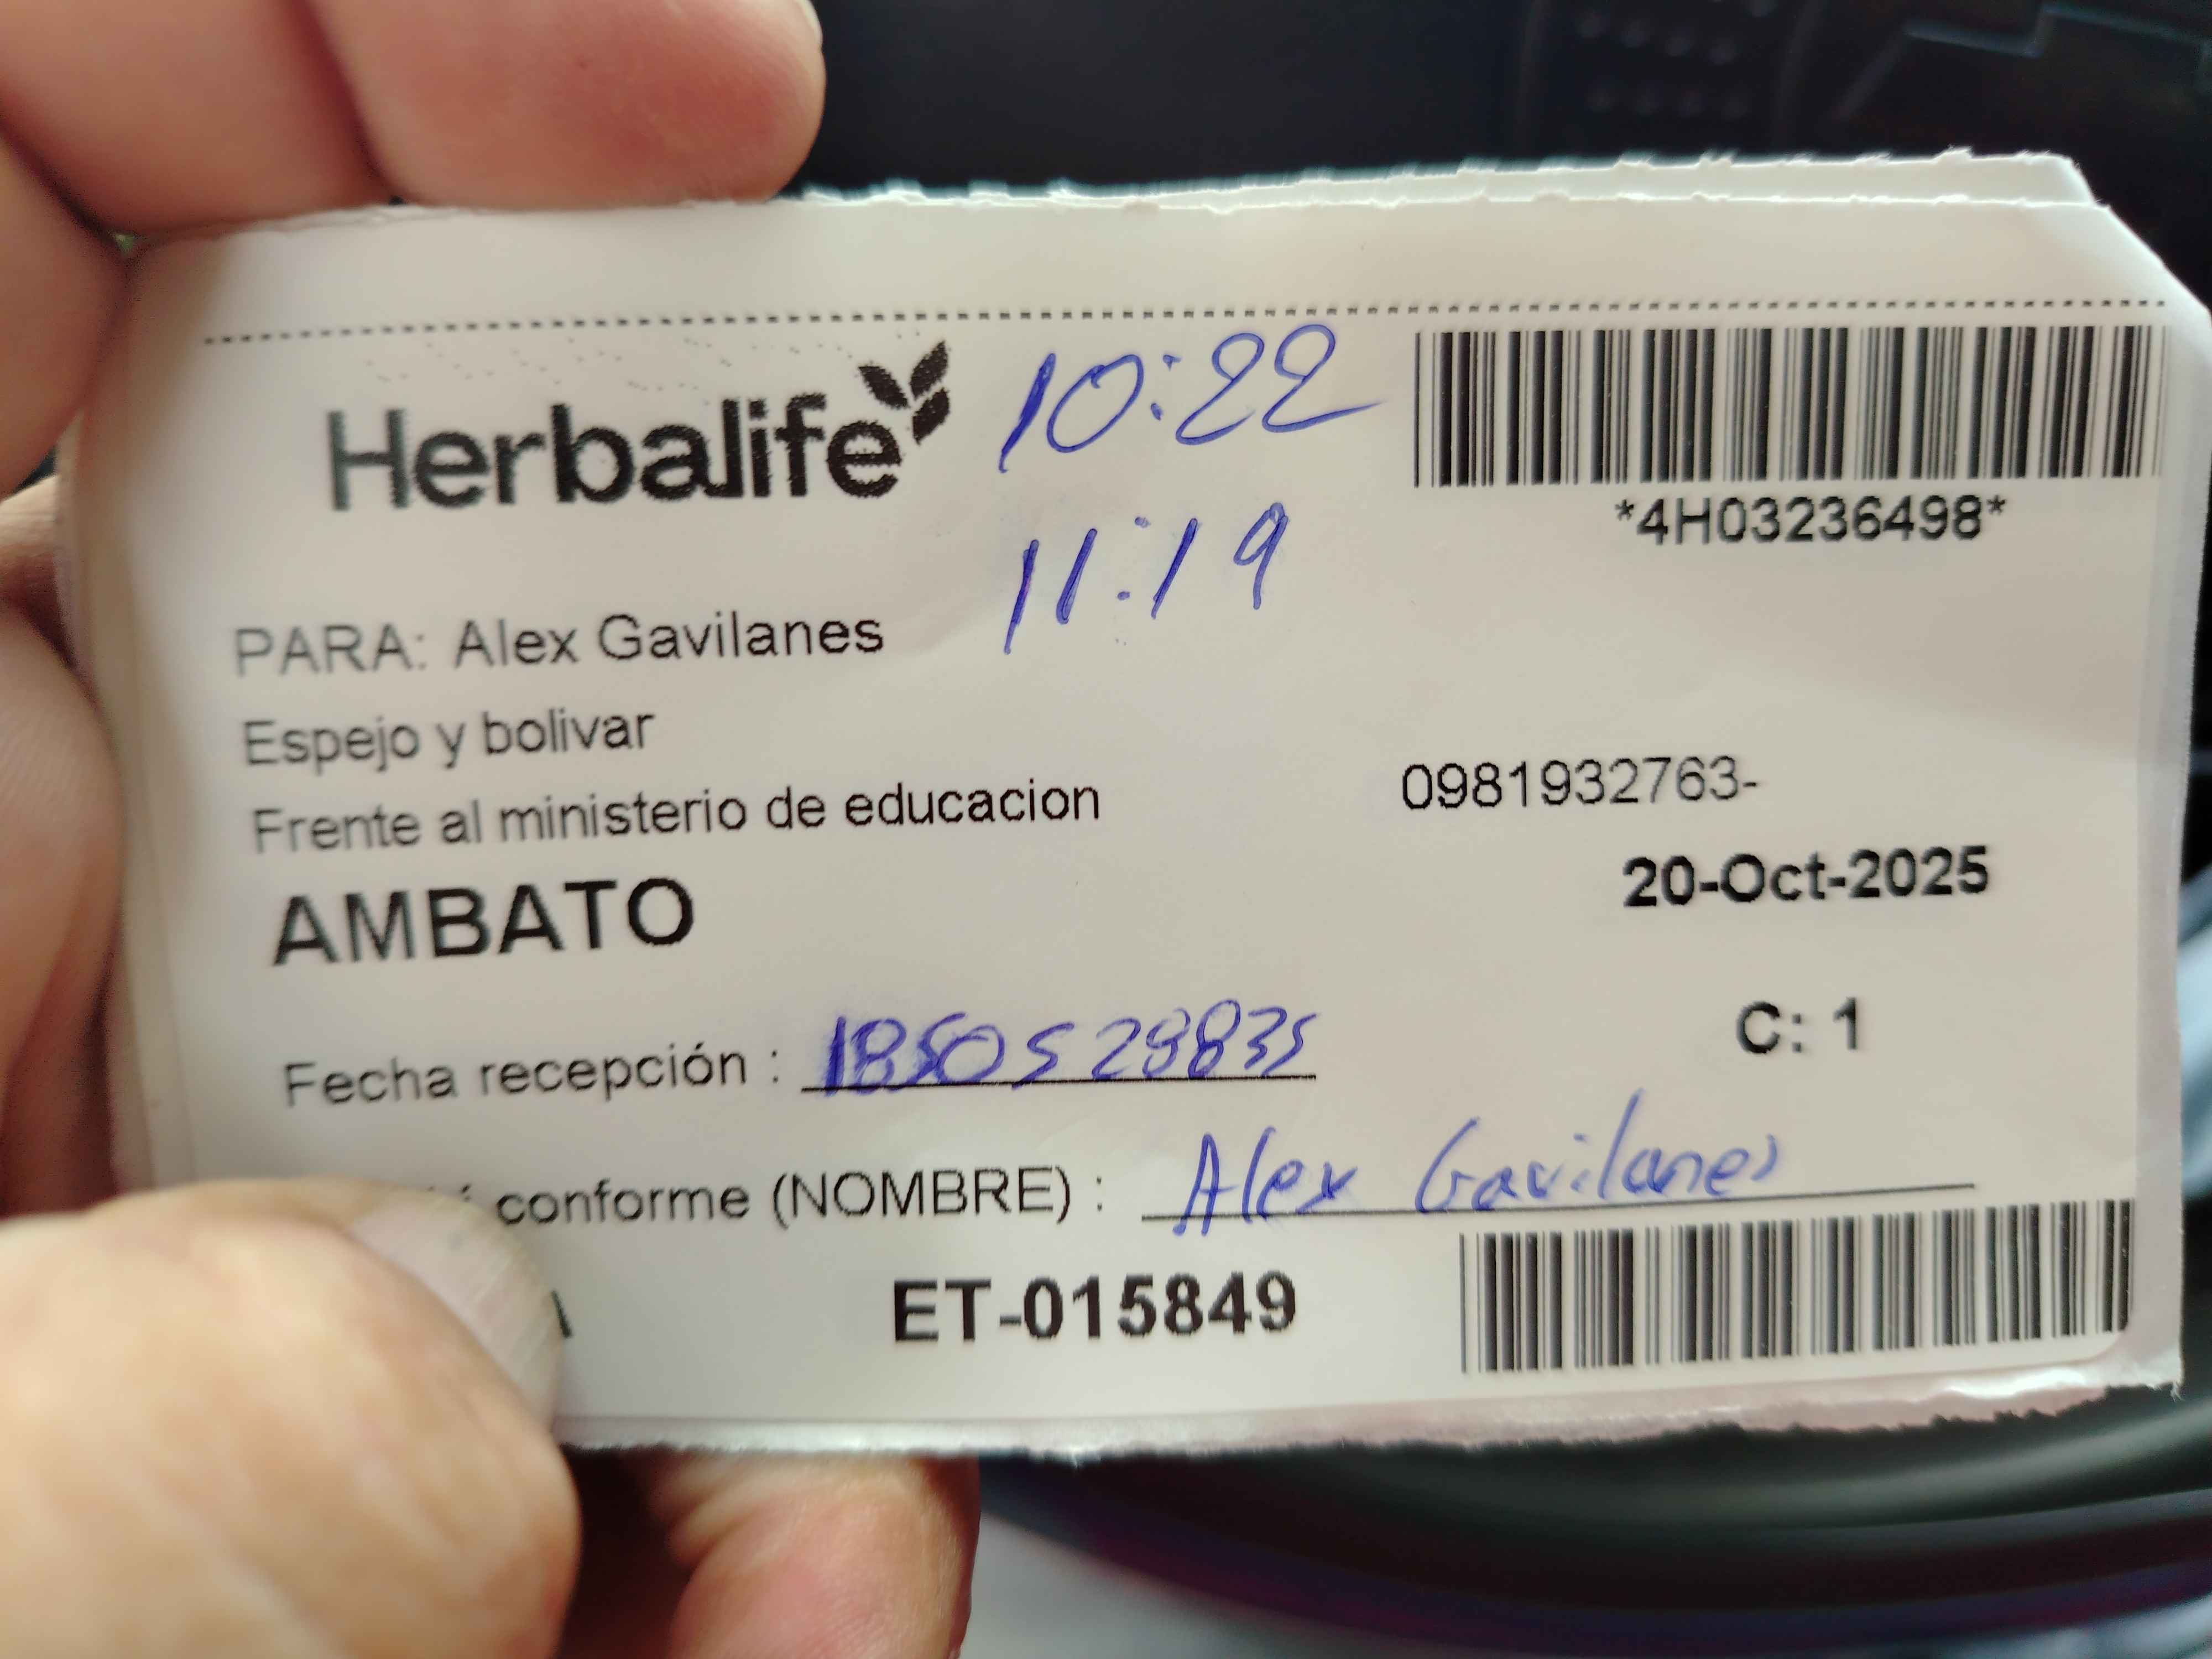 Herbalife
10:22
*4H03236498*
11:19
PARA: Alex Gavilanes
Espejo y bolivar
Frente al ministerio de educacion
0981932763-
AMBATO
20-Oct-2025
C: 1
Fecha recepción : 1850529835
conforme (NOMBRE) : Alex Gavilanes
ET-015849